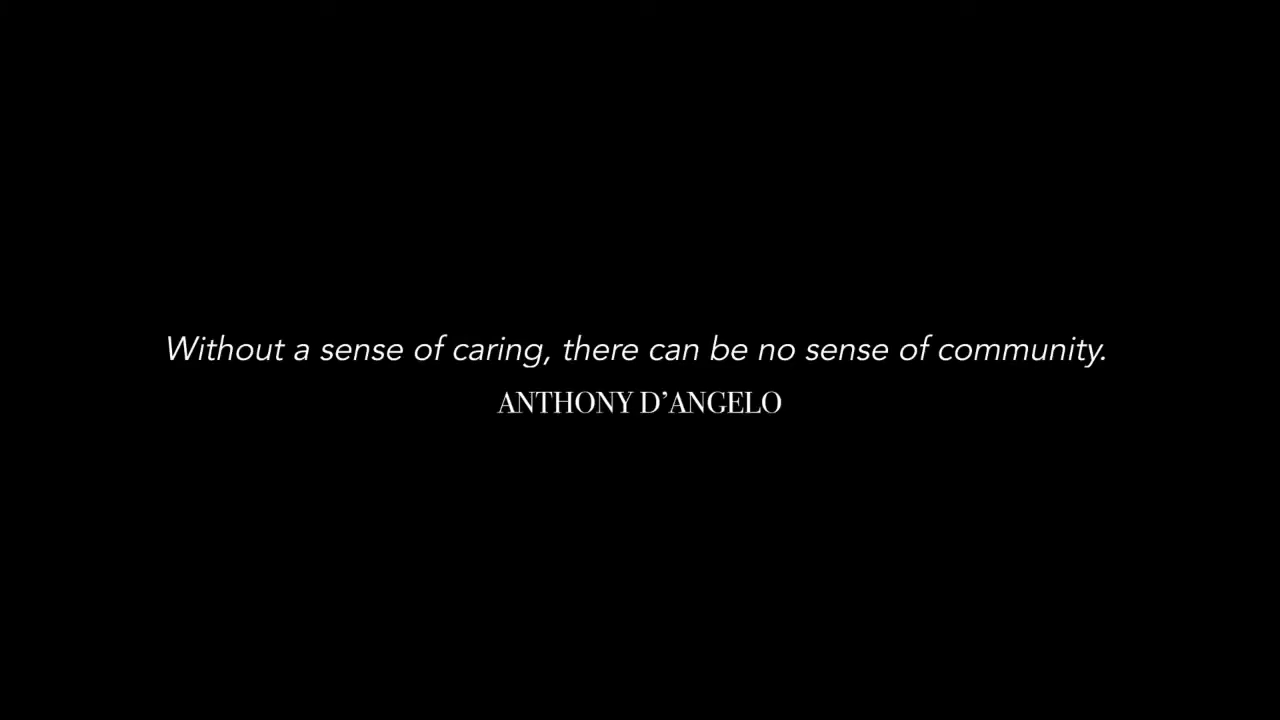 Without a sense of caring, there can be no sense of community.
ANTHONY D’ANGELO